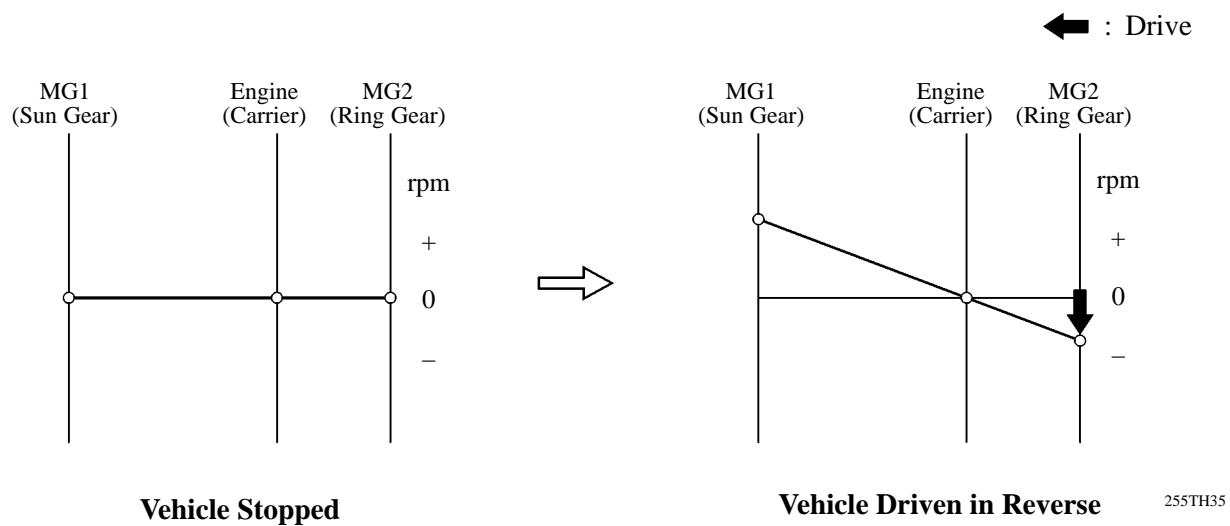 : Drive
MG1
(Sun Gear)
Engine
(Carrier)
MG2
(Ring Gear)
rpm
+
0
−
Vehicle Stopped
MG1
(Sun Gear)
Engine
(Carrier)
MG2
(Ring Gear)
rpm
+
0
−
Vehicle Driven in Reverse
255TH35